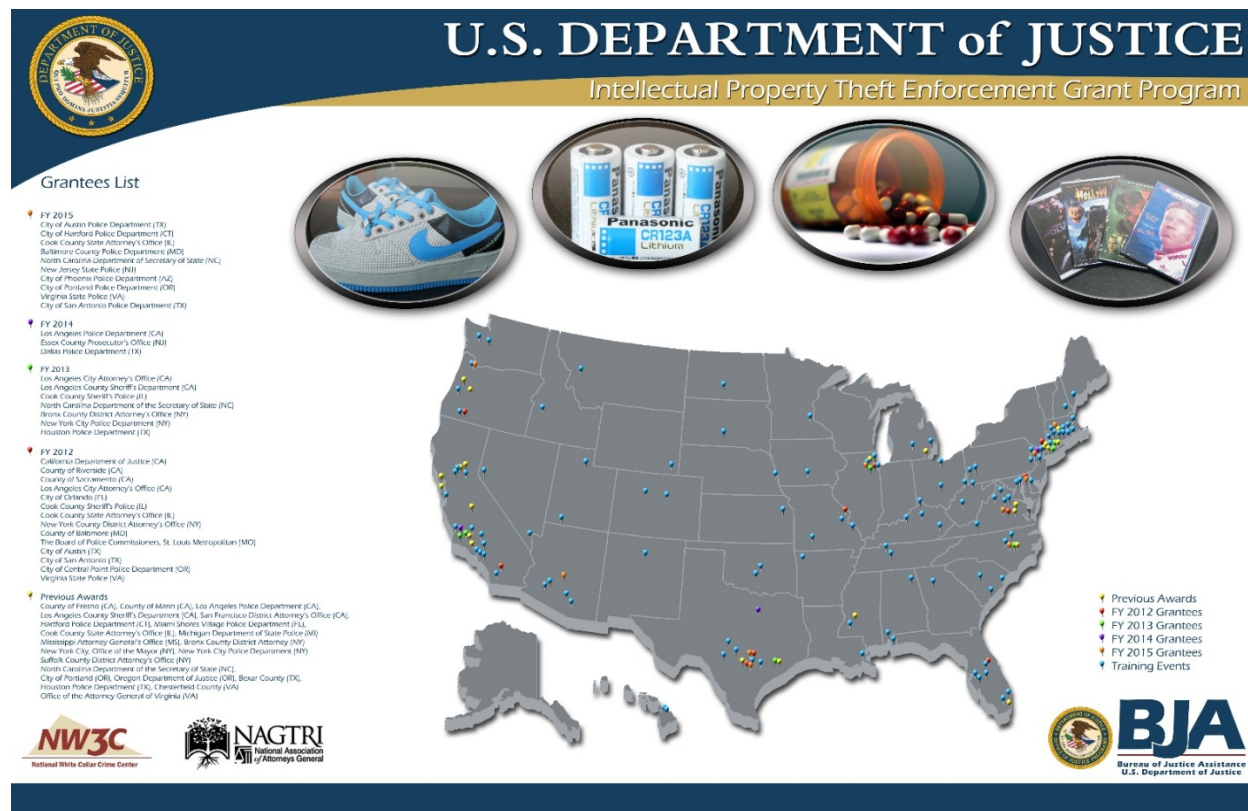 U.S. DEPARTMENT of JUSTICE
Intellectual Property Theft Enforcement Grant Program
DEPARTMENT OF JUSTICE
QUI PRO DOMINA JUSTITIA SEQUITUR
Panasonic
Panasonic
Panasonic
CR123A
Lithium
Grantees List
FY 2015
City of Austin Police Department (TX)
City of Hartford Police Department (CT)
Cook County State Attorney's Office (IL)
Baltimore County Police Department (MD)
North Carolina Department of Secretary of State (NC)
New Jersey State Police (NJ)
City of Phoenix Police Department (AZ)
City of Portland Police Department (OR)
Virginia State Police (VA)
City of San Antonio Police Department (TX)
FY 2014
Los Angeles Police Department (CA)
Essex County Prosecutor's Office (NJ)
Dallas Police Department (TX)
FY 2013
Los Angeles City Attorney's Office (CA)
Los Angeles County Sheriff's Department (CA)
Cook County Sheriff's Police (IL)
North Carolina Department of the Secretary of State (NC)
Bronx County District Attorney's Office (NY)
New York City Police Department (NY)
Houston Police Department (TX)
FY 2012
California Department of Justice (CA)
County of Riverside (CA)
County of Sacramento (CA)
Los Angeles City Attorney's Office (CA)
City of Orlando (FL)
Cook County Sheriff's Police (IL)
Cook County State Attorney's Office (IL)
New York County District Attorney's Office (NY)
County of Baltimore (MD)
The Board of Police Commissioners, St. Louis Metropolitan (MO)
City of Austin (TX)
City of San Antonio (TX)
City of Central Point Police Department (OR)
Virginia State Police (VA)
Previous Awards
County of Fresno (CA), County of Marin (CA), Los Angeles Police Department (CA),
Los Angeles County Sheriff's Department (CA), San Francisco District Attorney's Office (CA),
Hartford Police Department (CT), Miami Shores Village Police Department (FL),
Cook County State Attorney's Office (IL), Michigan Department of State Police (MI)
Mississippi Attorney General's Office (MS), Bronx County District Attorney (NY)
New York City, Office of the Mayor (NY), New York City Police Department (NY)
Suffolk County District Attorney's Office (NY)
North Carolina Department of the Secretary of State (NC),
City of Portland (OR), Oregon Department of Justice (OR), Bexar County (TX),
Houston Police Department (TX), Chesterfield County (VA)
Office of the Attorney General of Virginia (VA)
Previous Awards
FY 2012 Grantees
FY 2013 Grantees
FY 2014 Grantees
FY 2015 Grantees
Training Events
NW3C
National White Collar Crime Center
NAGTRI
National Association
of Attorneys General
BJA
Bureau of Justice Assistance
U.S. Department of Justice